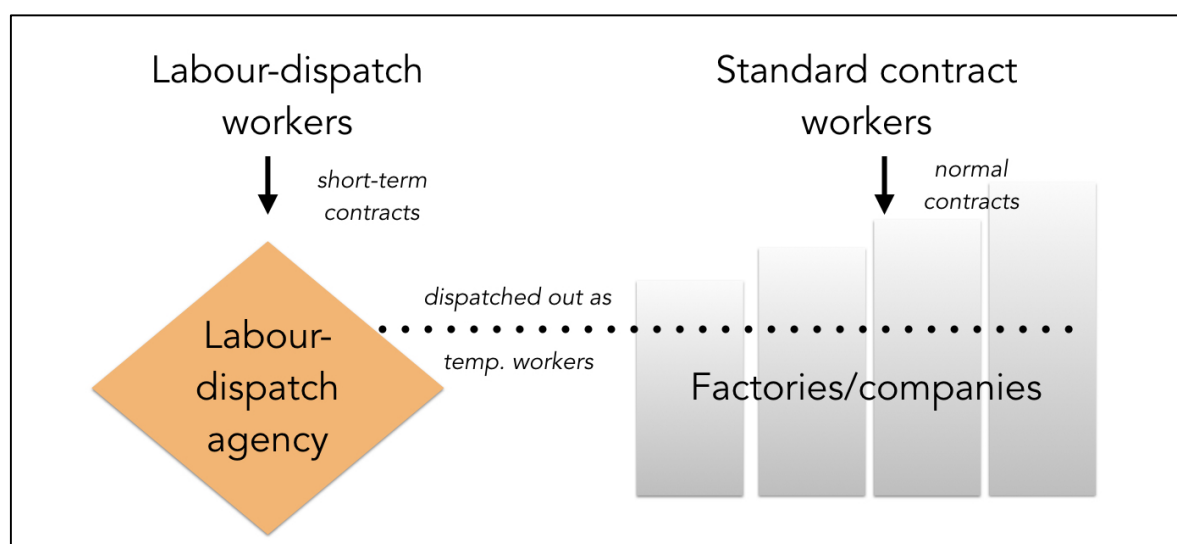 Labour-dispatch
workers
short-term
contracts
Labour-
dispatch
agency
dispatched out as
temp. workers
Standard contract
workers
normal
contracts
Factories/companies